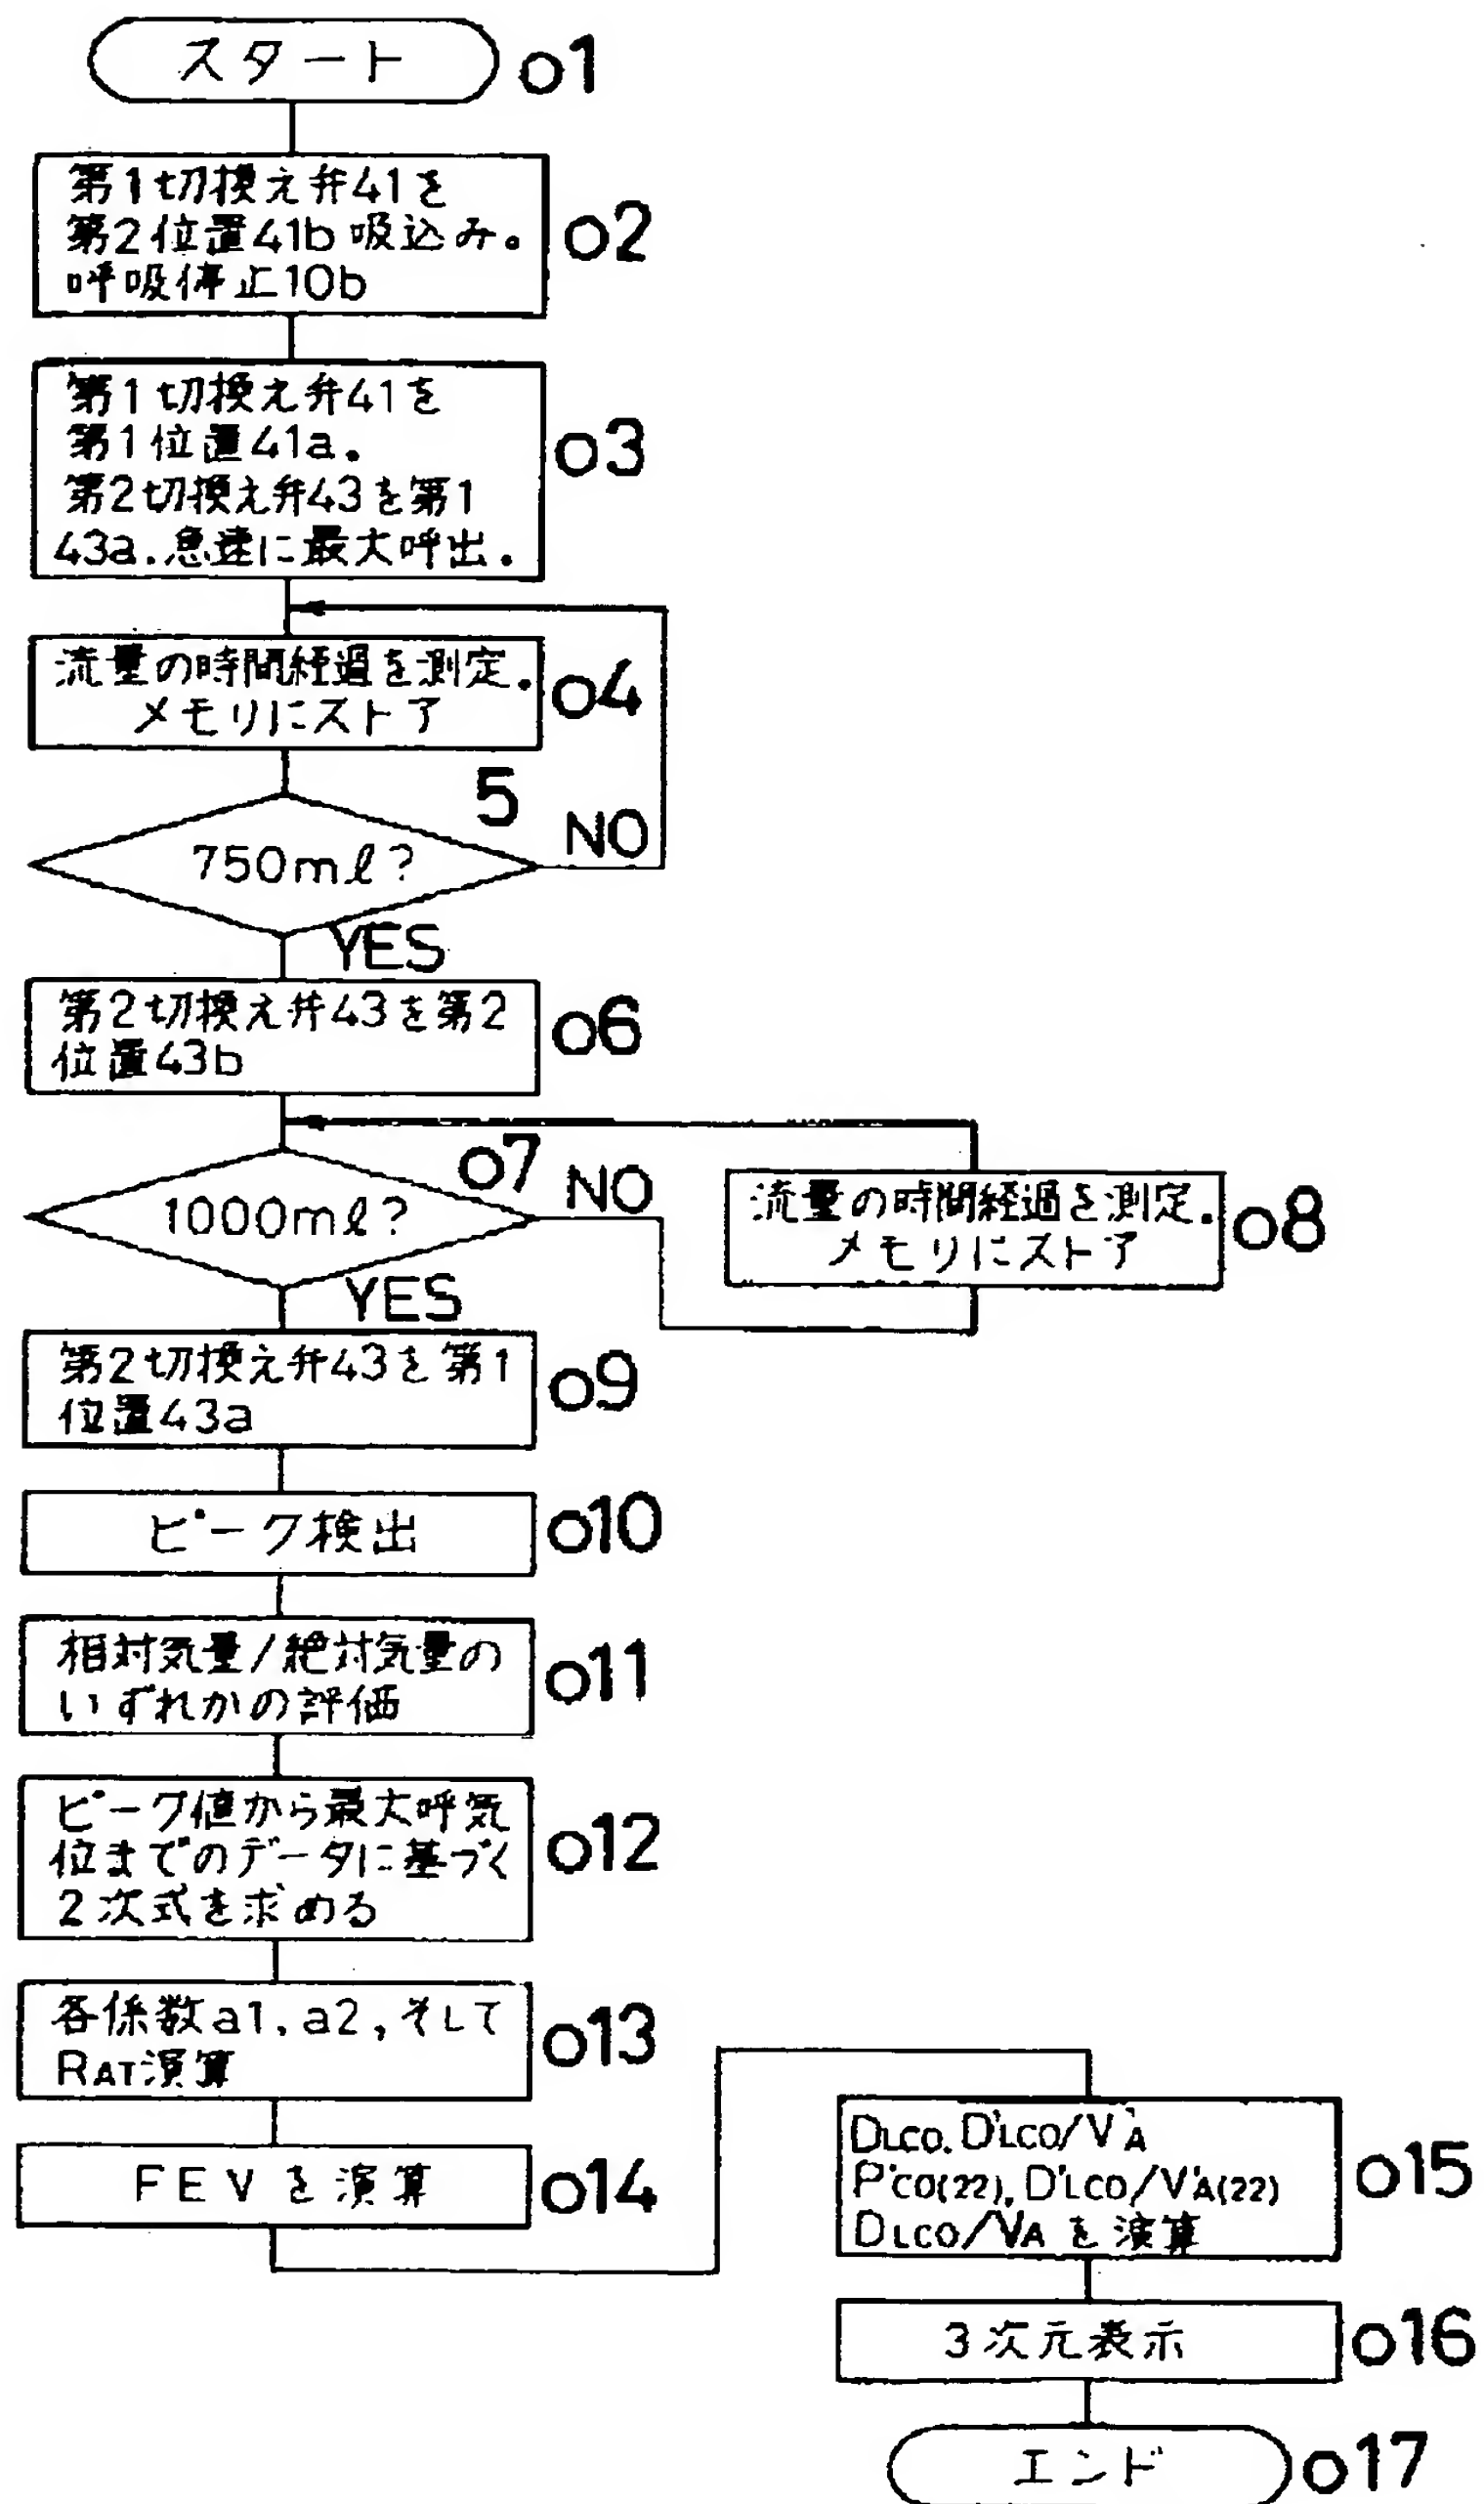 スタート
o1
第1切換え弁41を
第2位置41b吸込み。
呼吸停止10b
o2
第1切換え弁41を
第1位置41a.
第2切換え弁43を第1
43a.急速に最大呼出.
o3
流量の時間経過を測定.
メモリにストア
o4
5
750mℓ?
NO
YES
第2切換え弁43を第2
位置43b
o6
o7
1000mℓ?
NO
YES
流量の時間経過を測定.
メモリにストア
o8
第2切換え弁43を第1
位置43a
o9
ピーク検出
o10
相対気量/絶対気量の
いずれかの評価
o11
ピーク値から最大呼気
位までのデータに基づく
2次式を求める
o12
各係数a1,a2,そして
RAT演算
o13
FEVを演算
o14
DLCO.D'LCO/V'A
P'CO(22),D'LCO/V'A(22)
DLCO/VAを演算
o15
3次元表示
o16
エンド
o17